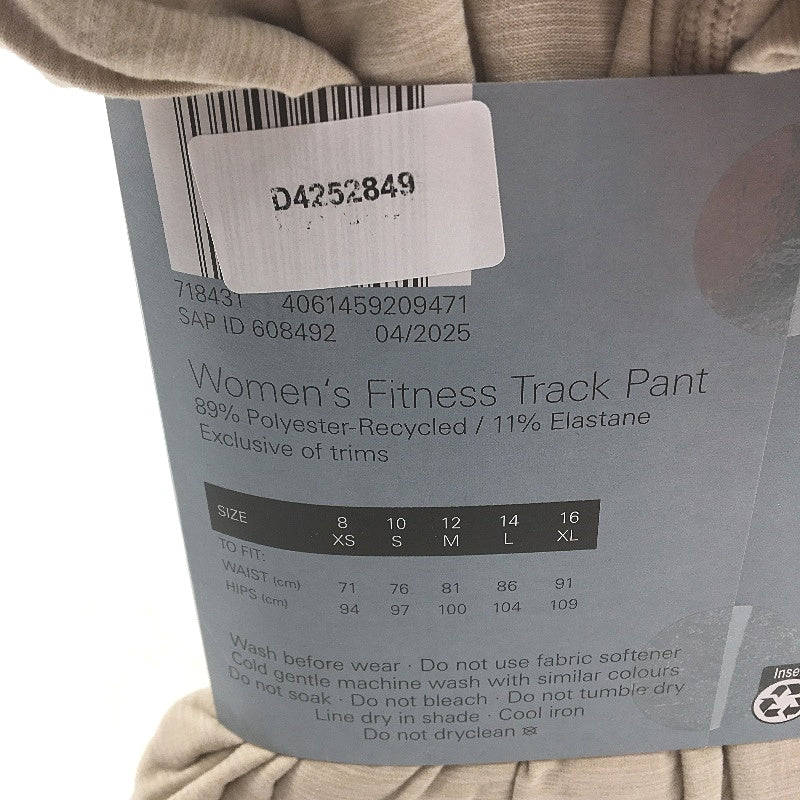 D4252849
718431 4061459209471
SAP ID 608492 04/2025
Women's Fitness Track Pant
89% Polyester-Recycled / 11% Elastane
Exclusive of trims
SIZE 8 10 12 14 16
XS S M L XL
TO FIT:
WAIST (cm) 71 76 81 86 91
HIPS (cm) 94 97 100 104 109
Wash before wear · Do not use fabric softener
Cold gentle machine wash with similar colours
Do not soak · Do not bleach · Do not tumble dry
Line dry in shade · Cool iron
Do not dryclean
Inse